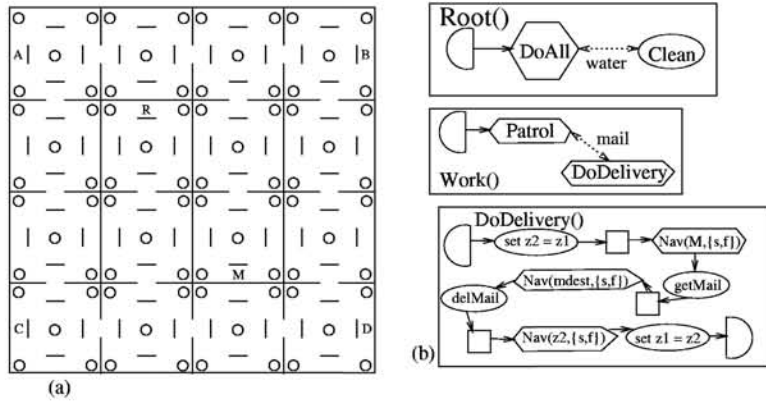 A
B
R
M
C
D
(a)
Root()
DoAll
water
Clean
Patrol
mail
DoDelivery
Work()
DoDelivery()
set z2 = z1
Nav(M,{s,f})
Nav(mdest,{s,f})
getMail
delMail
Nav(z2,{s,f})
set z1 = z2
(b)